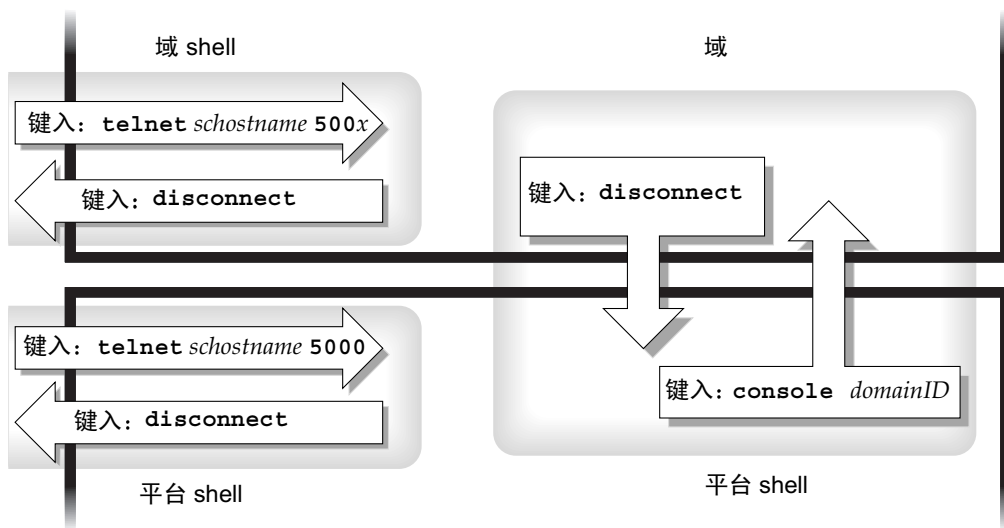 域 shell
域
键入：telnet schostname 500x
键入：disconnect
键入：disconnect
键入：telnet schostname 5000
键入：disconnect
键入：console domainID
平台 shell
平台 shell